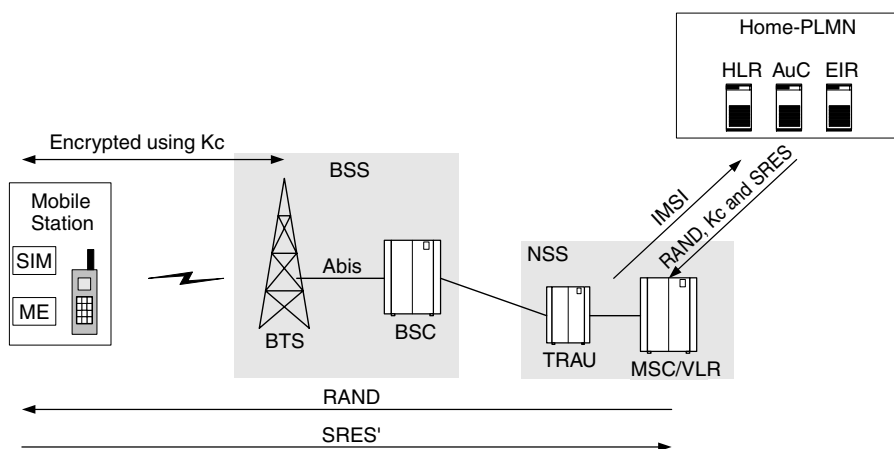 Home-PLMN
HLR AuC EIR
Encrypted using Kc
BSS
Mobile
Station
SIM
ME
Abis
BTS
BSC
IMSI
RAND, Kc and SRES
NSS
TRAU
MSC/VLR
RAND
SRES'